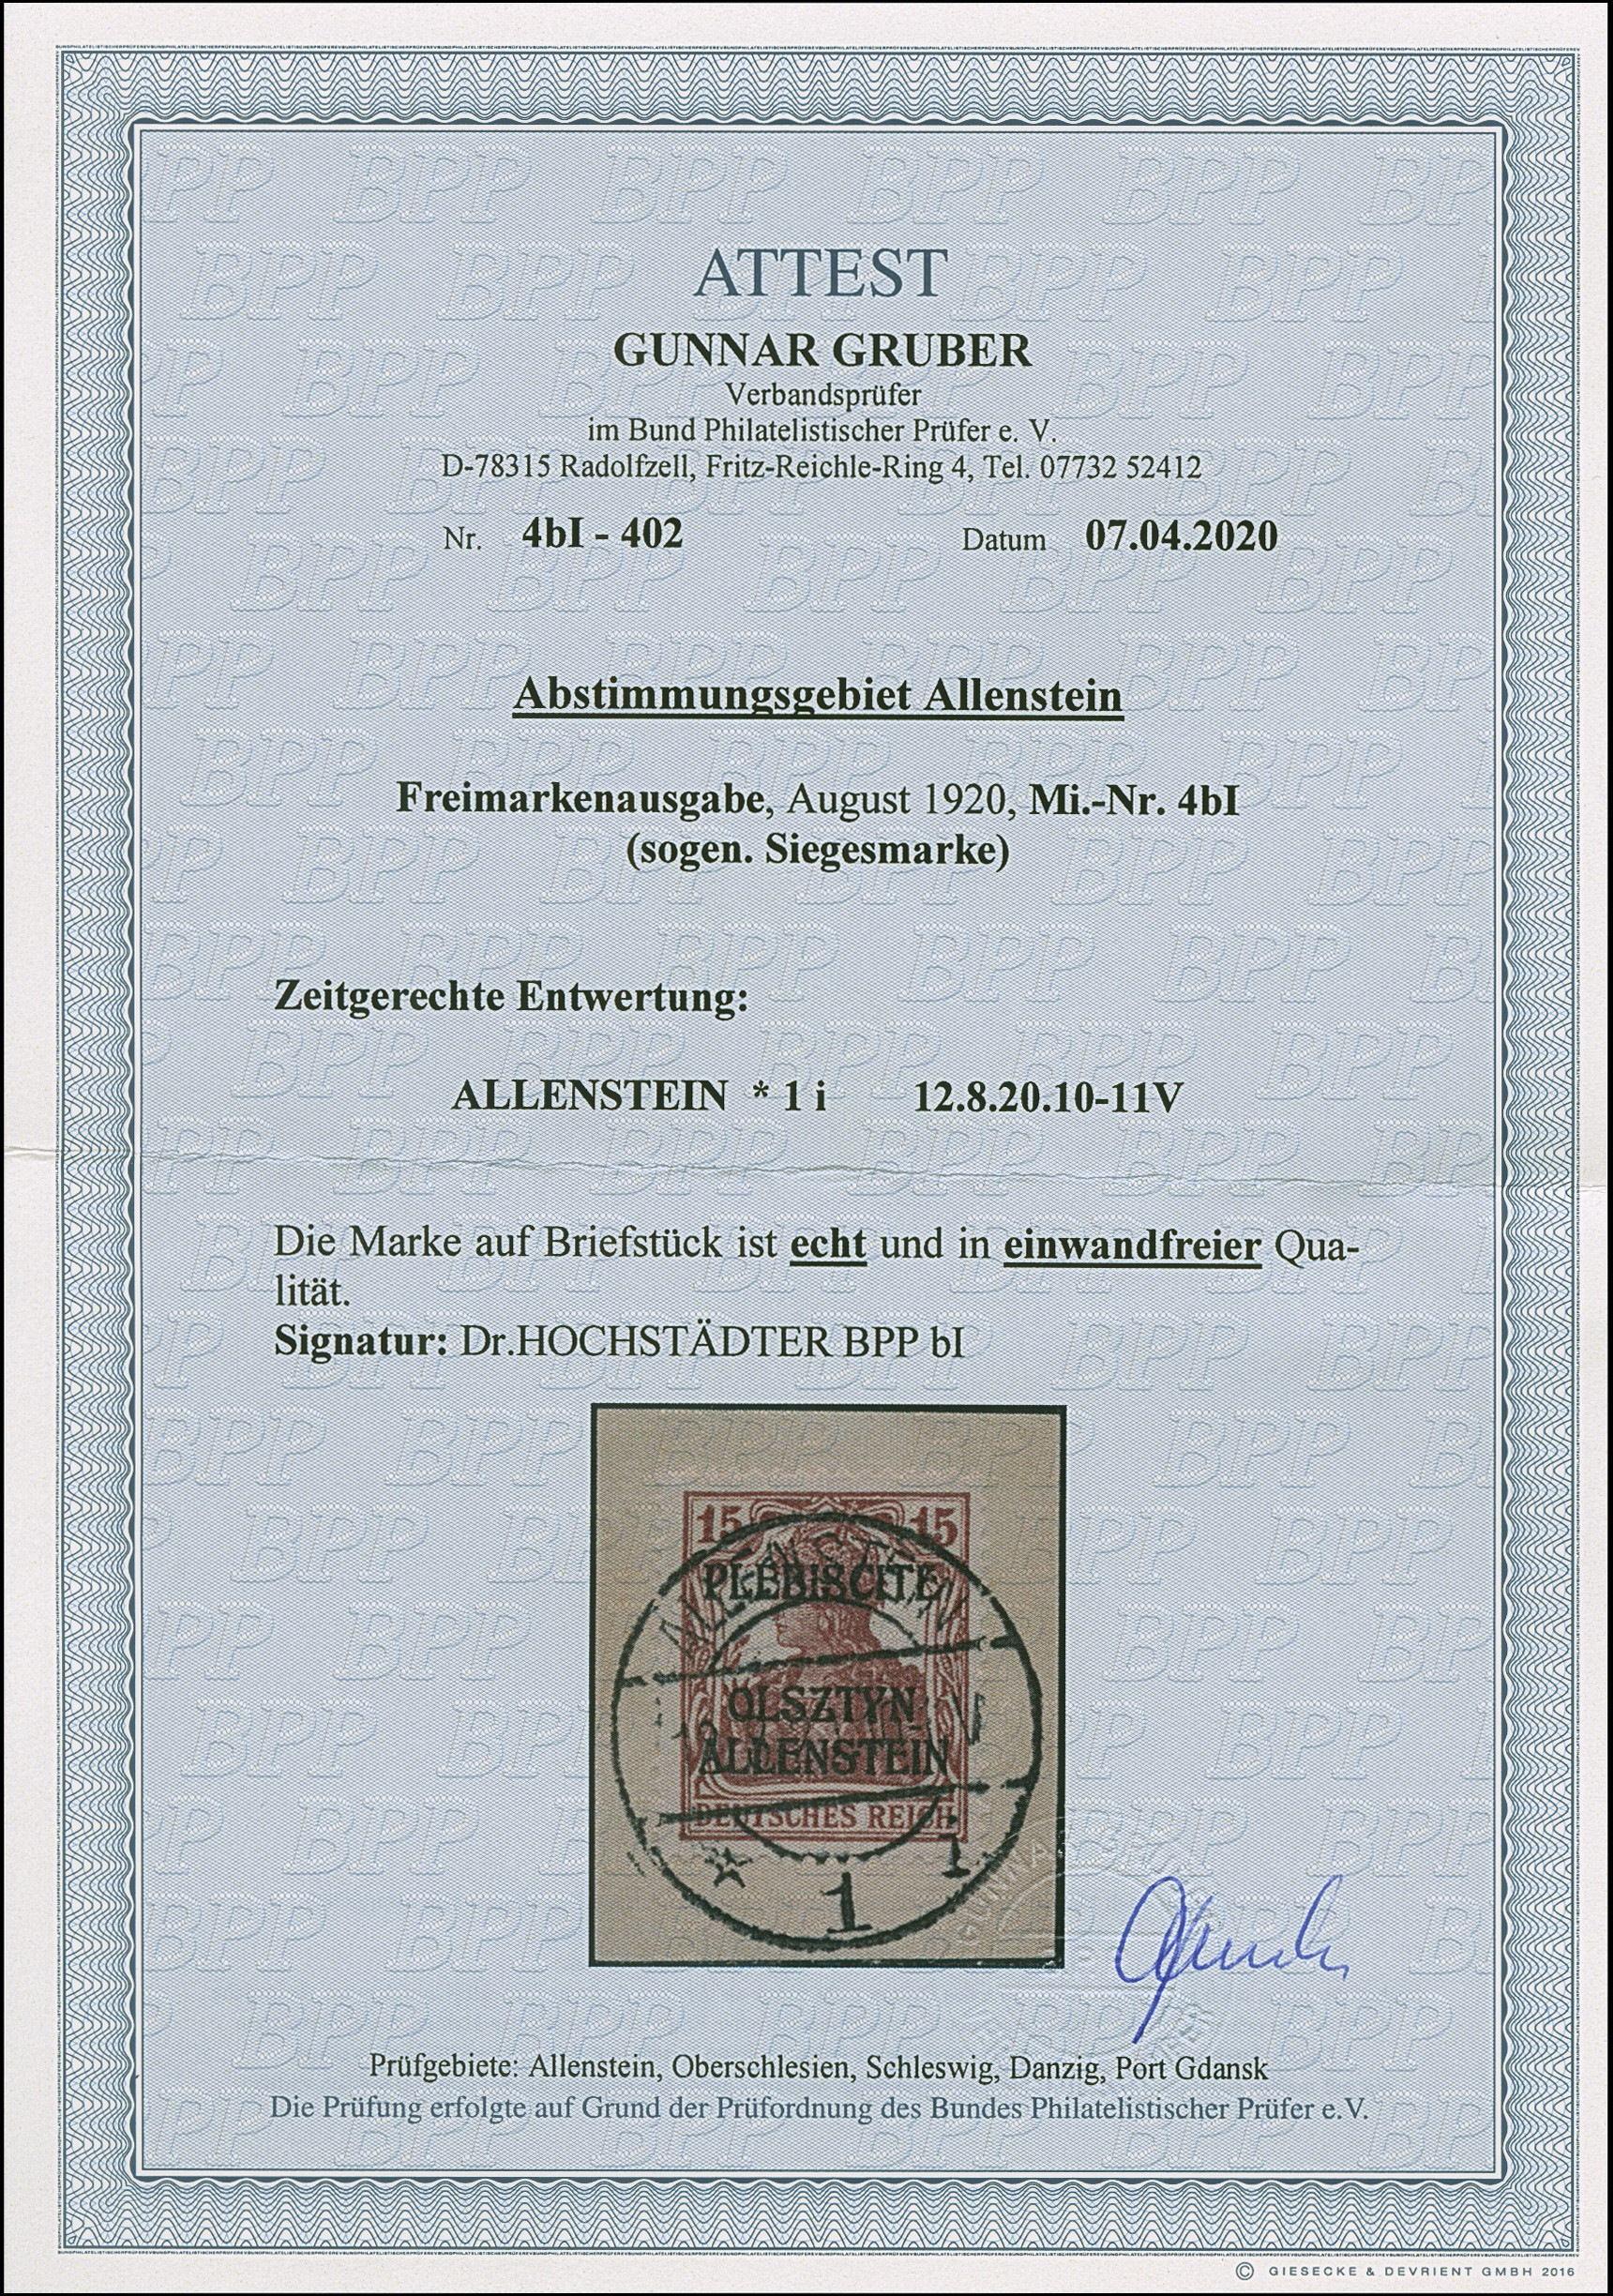 ATTEST
GUNNAR GRUBER
Verbandsprüfer
im Bund Philatelistischer Prüfer e. V.
D-78315 Radolfzell, Fritz-Reichle-Ring 4, Tel. 07732 52412
Nr. 4bI - 402 Datum 07.04.2020
Abstimmungsgebiet Allenstein
Freimarkenausgabe, August 1920, Mi.-Nr. 4bI
(sogen. Siegesmarke)
Zeitgerechte Entwertung:
ALLENSTEIN * 1 i 12.8.20.10-11V
Die Marke auf Briefstück ist echt und in einwandfreier Qua-
lität.
Signatur: Dr.HOCHSTÄDTER BPP bI
15 15
PLÉBISCITE
OLSZTYN
ALLENSTEIN
DEUTSCHES REICH
1
Prüfgebiete: Allenstein, Oberschlesien, Schleswig, Danzig, Port Gdansk
Die Prüfung erfolgte auf Grund der Prüfordnung des Bundes Philatelistischer Prüfer e.V.
© GIESECKE & DEVRIENT GMBH 2016